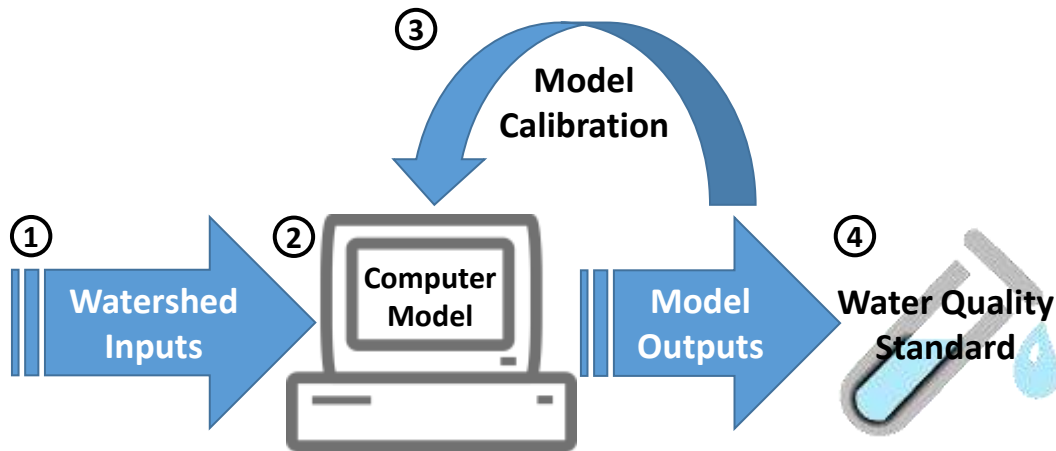 ③
Model
Calibration
①
Watershed
Inputs
②
Computer
Model
Model
Outputs
④
Water Quality
Standard